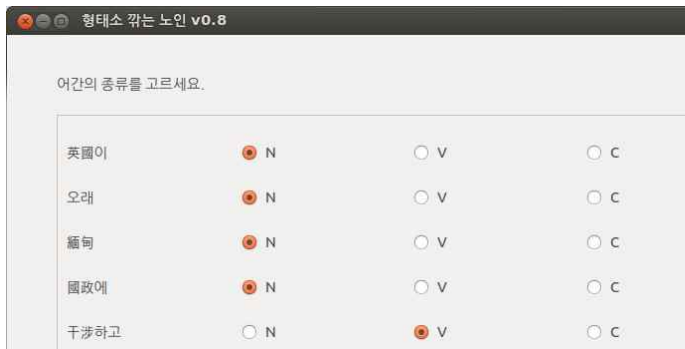 형태소 깎는 노인 v0.8
어간의 종류를 고르세요.
英國이 N V C
오래 N V C
緬甸 N V C
國政에 N V C
干涉하고 N V C